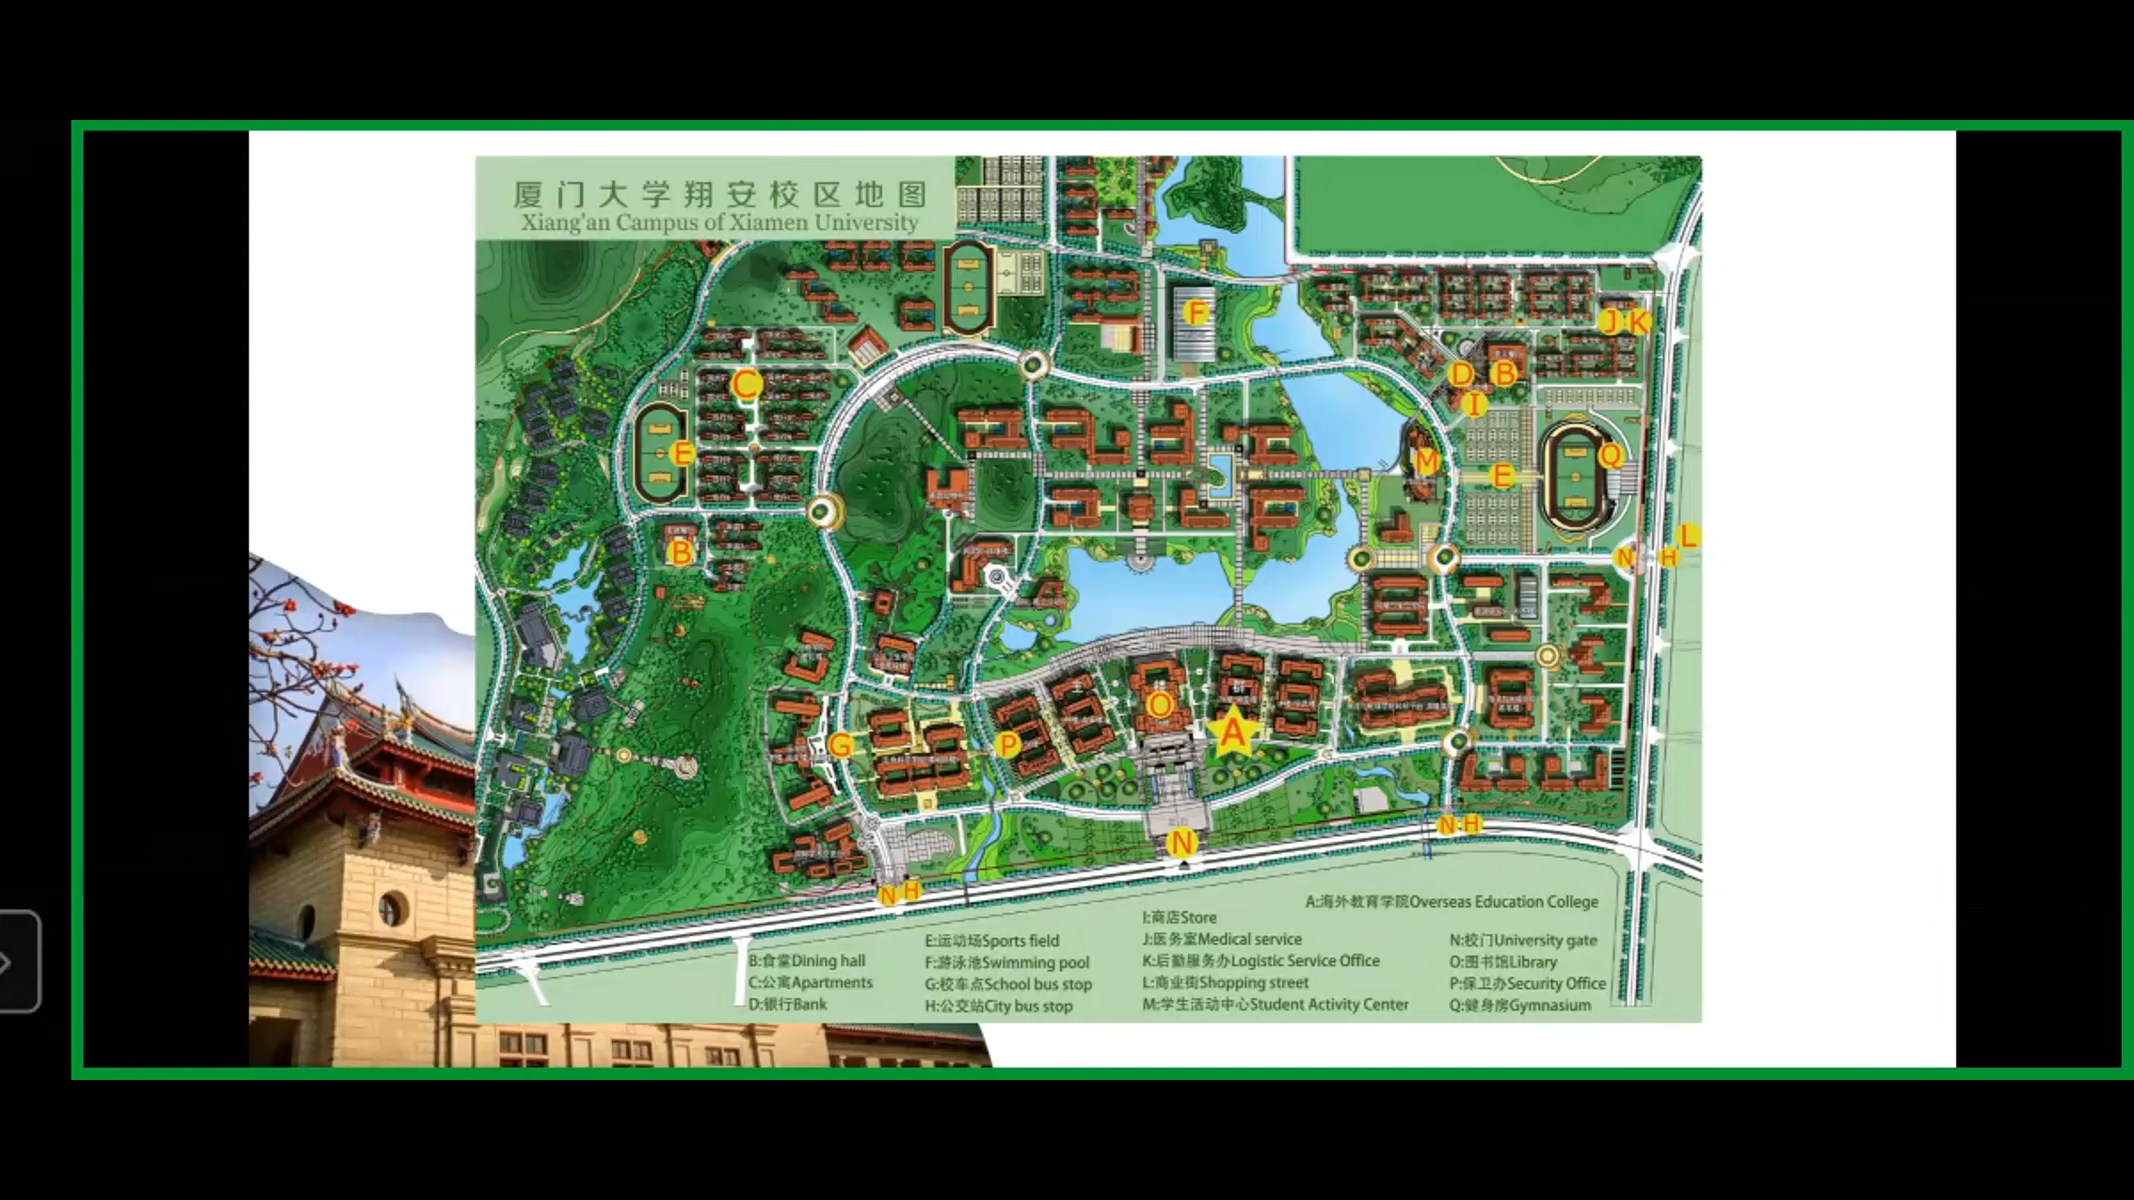 厦门大学翔安校区地图
Xiang'an Campus of Xiamen University
F
J K
C
D B
I
E
M
E
Q
B
L
N H
O
A
G
P
N H
N
N H
A:海外教育学院Overseas Education College
I:商店Store
E:运动场Sports field
J:医务室Medical service
N:校门University gate
B:食堂Dining hall
F:游泳池Swimming pool
K:后勤服务办Logistic Service Office
O:图书馆Library
C:公寓Apartments
G:校车点School bus stop
L:商业街Shopping street
P:保卫办Security Office
D:银行Bank
H:公交站City bus stop
M:学生活动中心Student Activity Center
Q:健身房Gymnasium